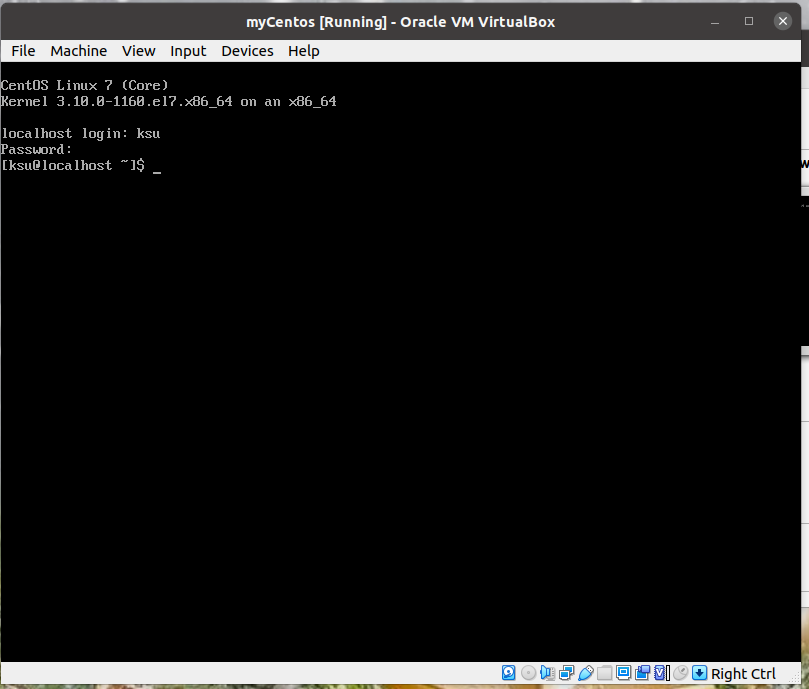 myCentos [Running] - Oracle VM VirtualBox
File Machine View Input Devices Help
CentOS Linux 7 (Core)
Kernel 3.10.0-1160.el7.x86_64 on an x86_64
localhost login: ksu
Password:
[ksu@localhost ~]$ _
Right Ctrl